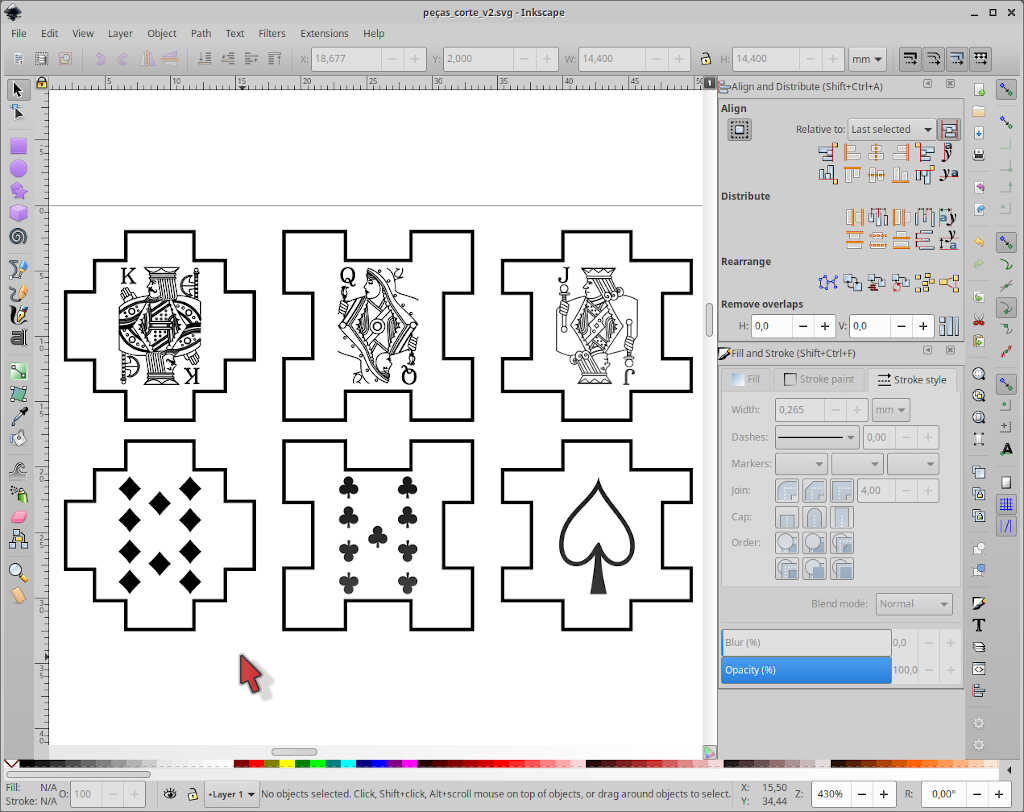 peças_corte_v2.svg - Inkscape
File Edit View Layer Object Path Text Filters Extensions Help
X: 18,677 Y: 2,000 W: 14,400 H: 14,400 mm
5 10 15 20 25 30 35 40 45
Align and Distribute (Shift+Ctrl+A)
Align
Relative to: Last selected
Distribute
Rearrange
Remove overlaps
H: 0,0 V: 0,0
Fill and Stroke (Shift+Ctrl+F)
Fill Stroke paint Stroke style
Width: 0,265 mm
Dashes: 0,00
Markers:
Join: 4,00
Cap:
Order:
Blend mode: Normal
Blur (%) 0,0
Opacity (%) 100,0
K Q J
K Q J
Fill: N/A
Stroke: N/A
O: 100
•Layer 1
No objects selected. Click, Shift+click, Alt+scroll mouse on top of objects, or drag around objects to select.
X: 15,50
Y: 34,44
Z: 430%
R: 0,00°